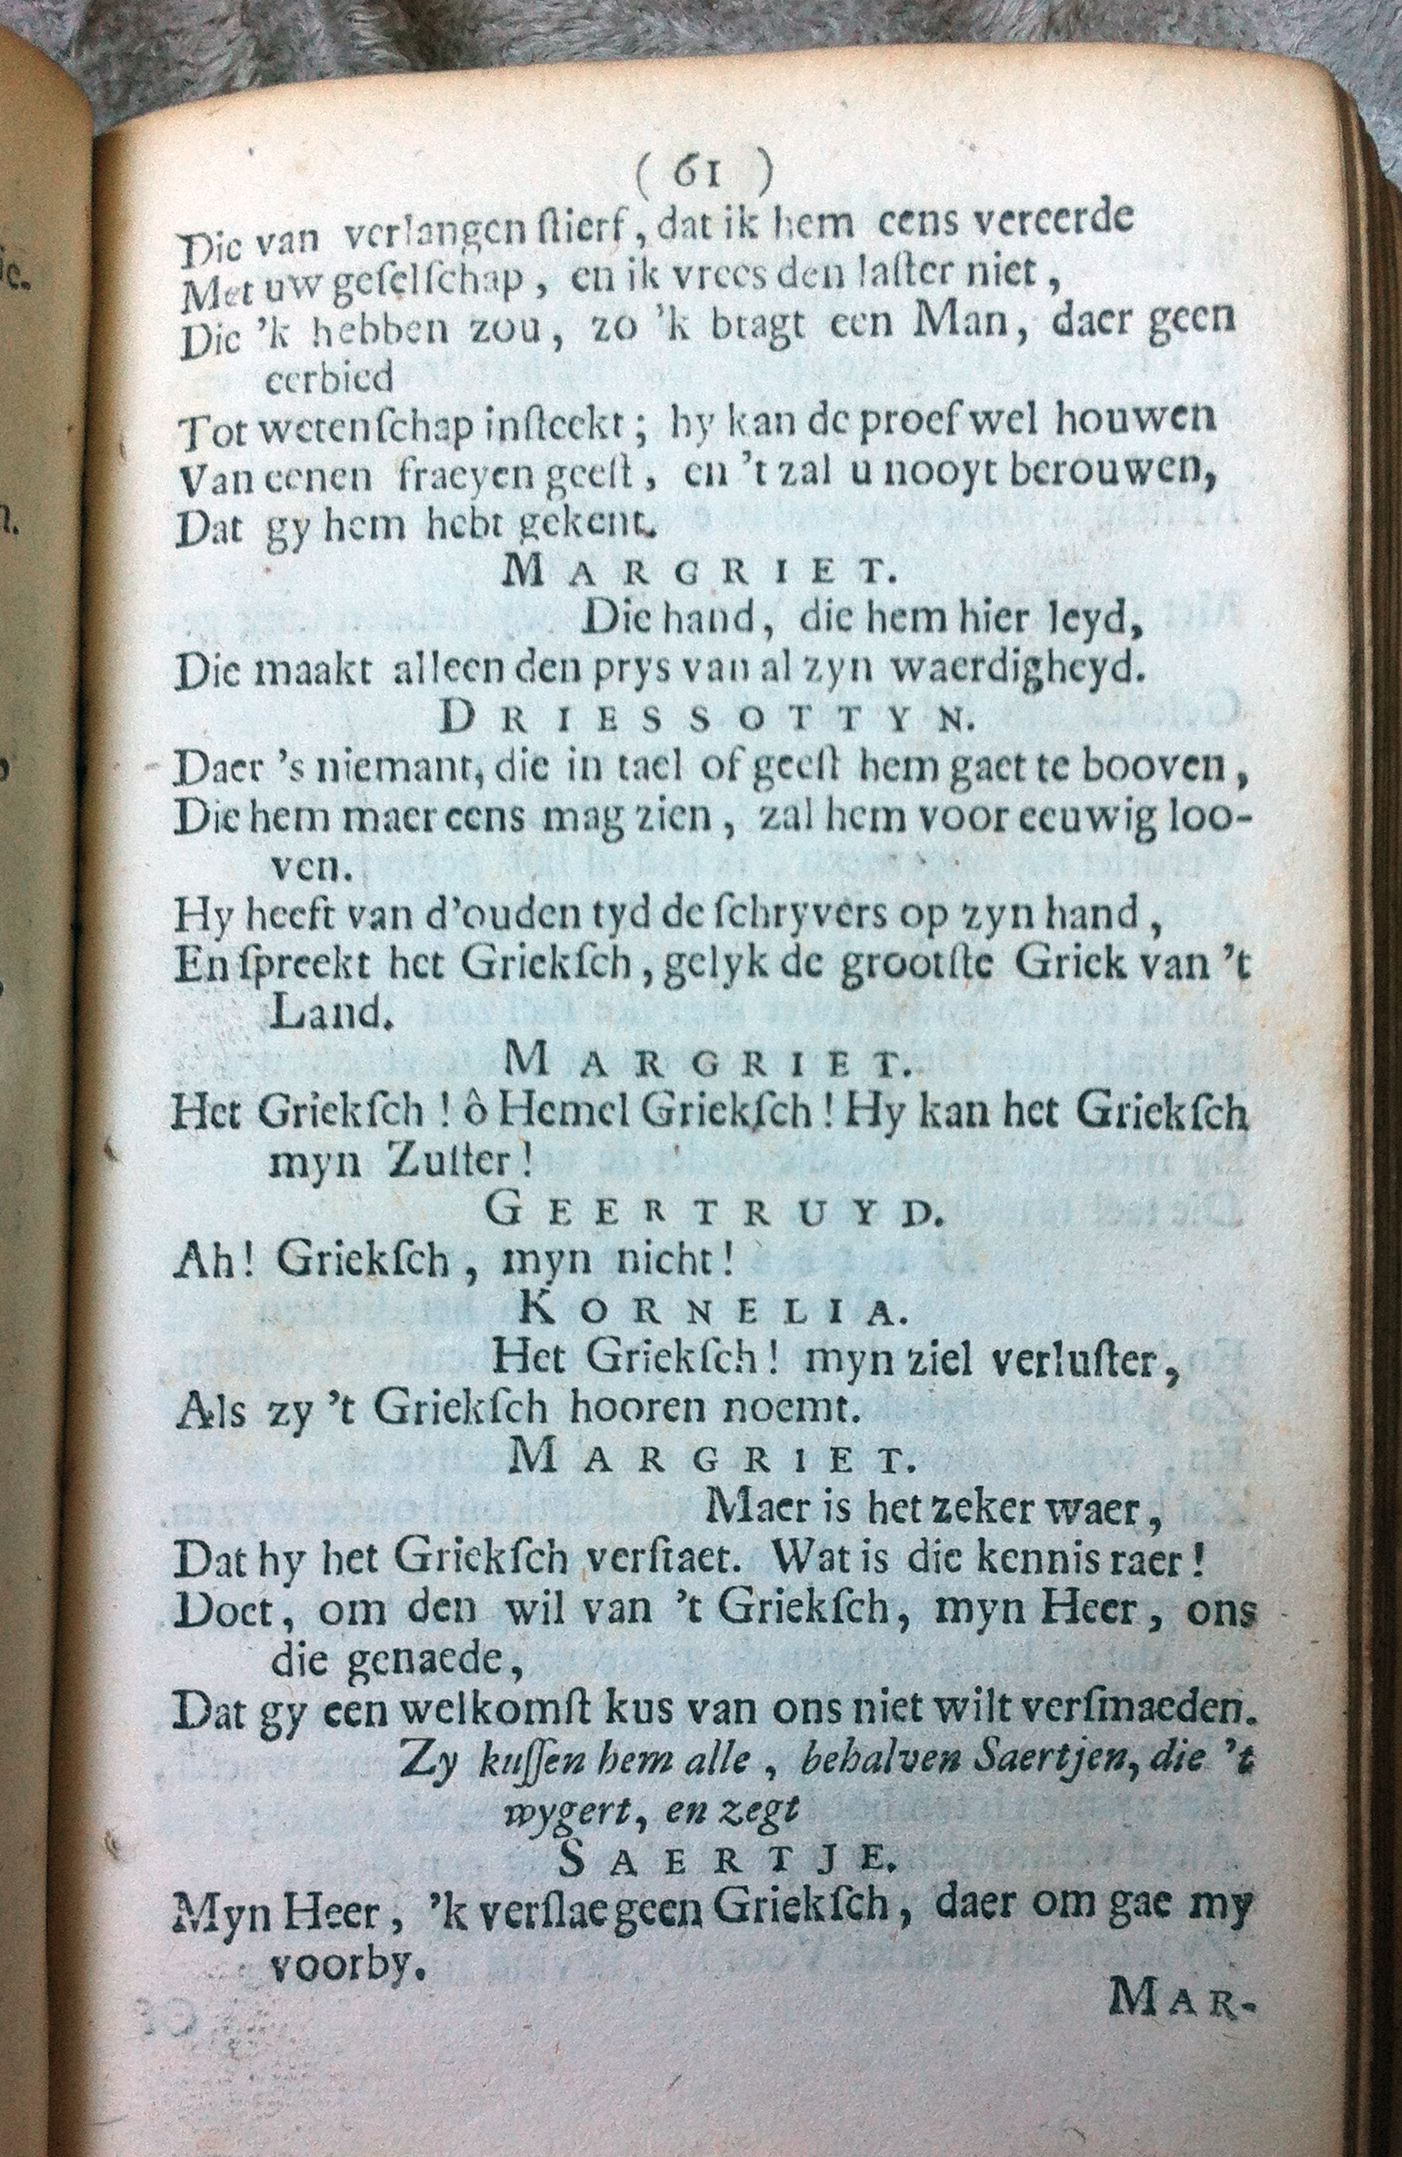 ( 61 )
Die van verlangen ſtierf, dat ik hem eens vereerde
Met uw geſelſchap, en ik vrees den laſter niet,
Die 'k hebben zou, zo 'k bragt een Man, daer geen
eerbied
Tot wetenſchap inſteekt; hy kan de proef wel houwen
Van eenen fraeyen geeſt, en 't zal u nooyt berouwen,
Dat gy hem hebt gekent.
MARGRIET.
Die hand, die hem hier leyd,
Die maakt alleen den prys van al zyn waerdigheyd.
DRIESSOTTYN.
Daer 's niemant, die in tael of geeſt hem gaet te booven,
Die hem maer eens mag zien, zal hem voor eeuwig loo-
ven.
Hy heeft van d'ouden tyd de ſchryvers op zyn hand,
En ſpreekt het Griekſch, gelyk de grootſte Griek van 't
Land.
MARGRIET.
Het Griekſch! ô Hemel Griekſch! Hy kan het Griekſch
myn Zuſter!
GEERTRUYD.
Ah! Griekſch, myn nicht!
KORNELIA.
Het Griekſch! myn ziel verluſter,
Als zy 't Griekſch hooren noemt.
MARGRIET.
Maer is het zeker waer,
Dat hy het Griekſch verſtaet. Wat is die kennis raer!
Doet, om den wil van 't Griekſch, myn Heer, ons
die genaede,
Dat gy een welkomſt kus van ons niet wilt verſmaeden.
Zy kuſſen hem alle, behalven Saertjen, die 't
wygert, en zegt
SAERTJE.
Myn Heer, 'k verſtae geen Griekſch, daer om gae my
voorby.
MAR-